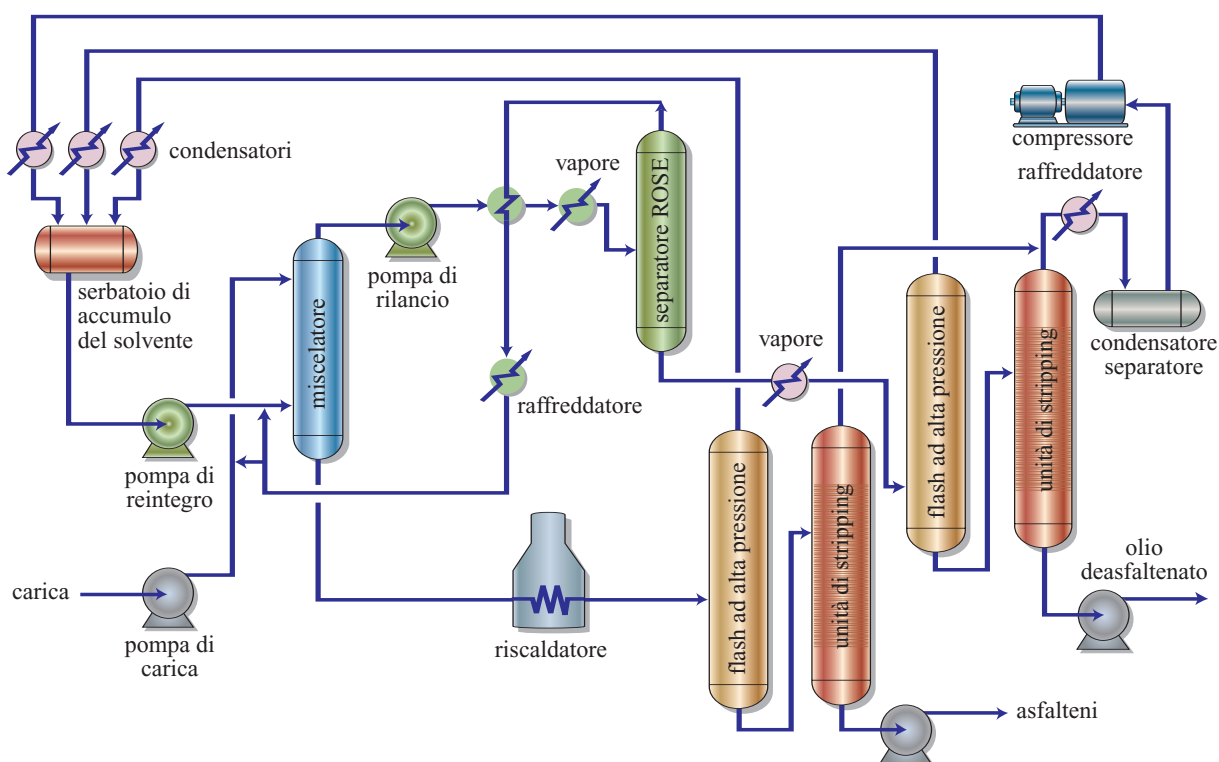 compressore
condensatori
vapore
raffreddatore
separatore ROSE
pompa di
rilancio
serbatoio di
accumulo
del solvente
miscelatore
vapore
flash ad alta pressione
unità di stripping
condensatore
separatore
raffreddatore
pompa di
reintegro
flash ad alta pressione
unità di stripping
olio
deasfaltenato
carica
pompa di
carica
riscaldatore
asfalteni